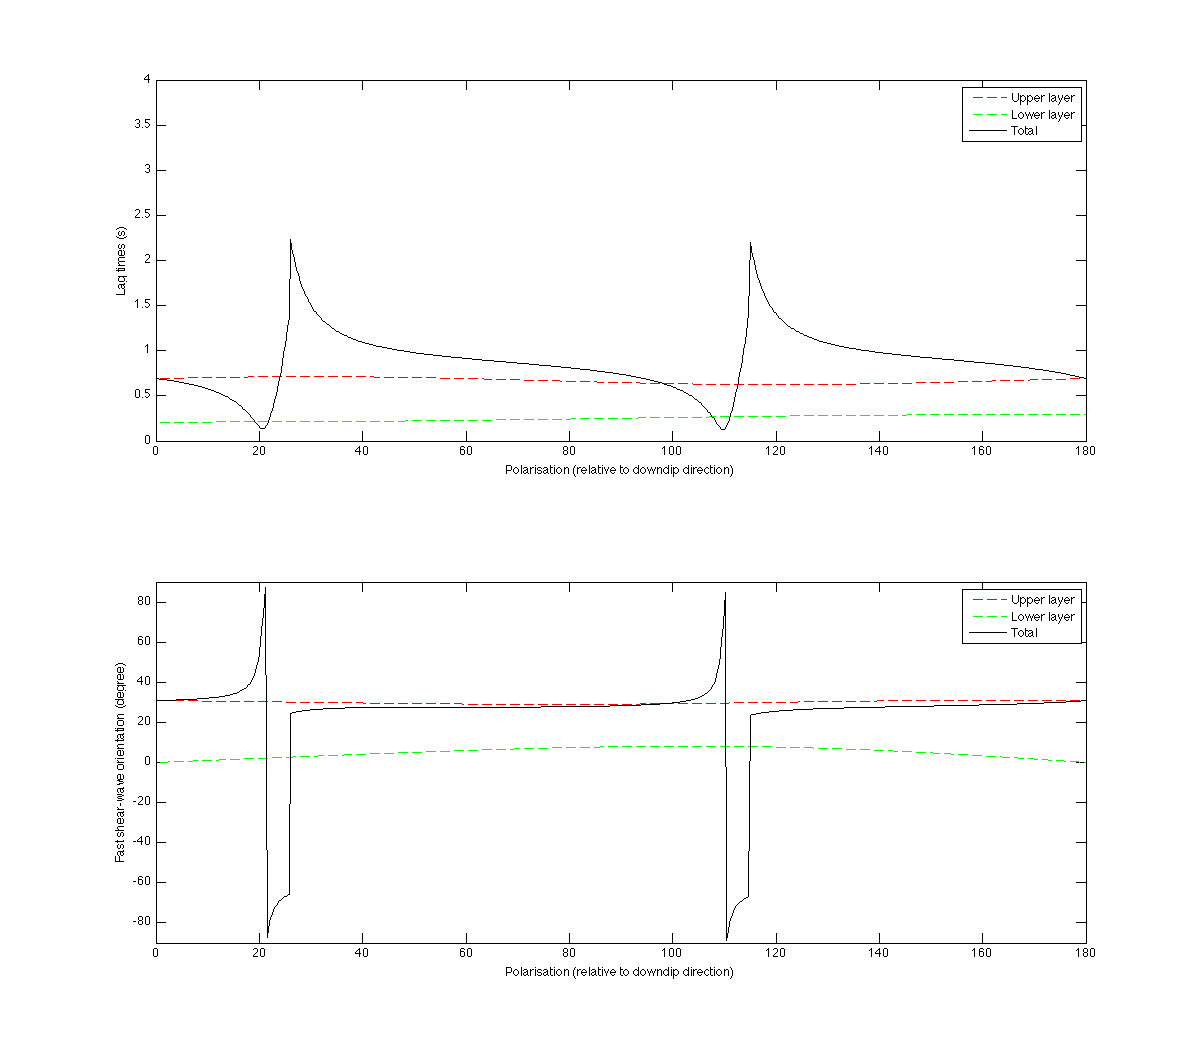 4
3.5
3
2.5
2
1.5
1
0.5
0
Lag times (s)
Upper layer
Lower layer
Total
0 20 40 60 80 100 120 140 160 180
Polarisation (relative to downdip direction)
80
60
40
20
0
-20
-40
-60
-80
Fast shear-wave orientation (degree)
Upper layer
Lower layer
Total
0 20 40 60 80 100 120 140 160 180
Polarisation (relative to downdip direction)